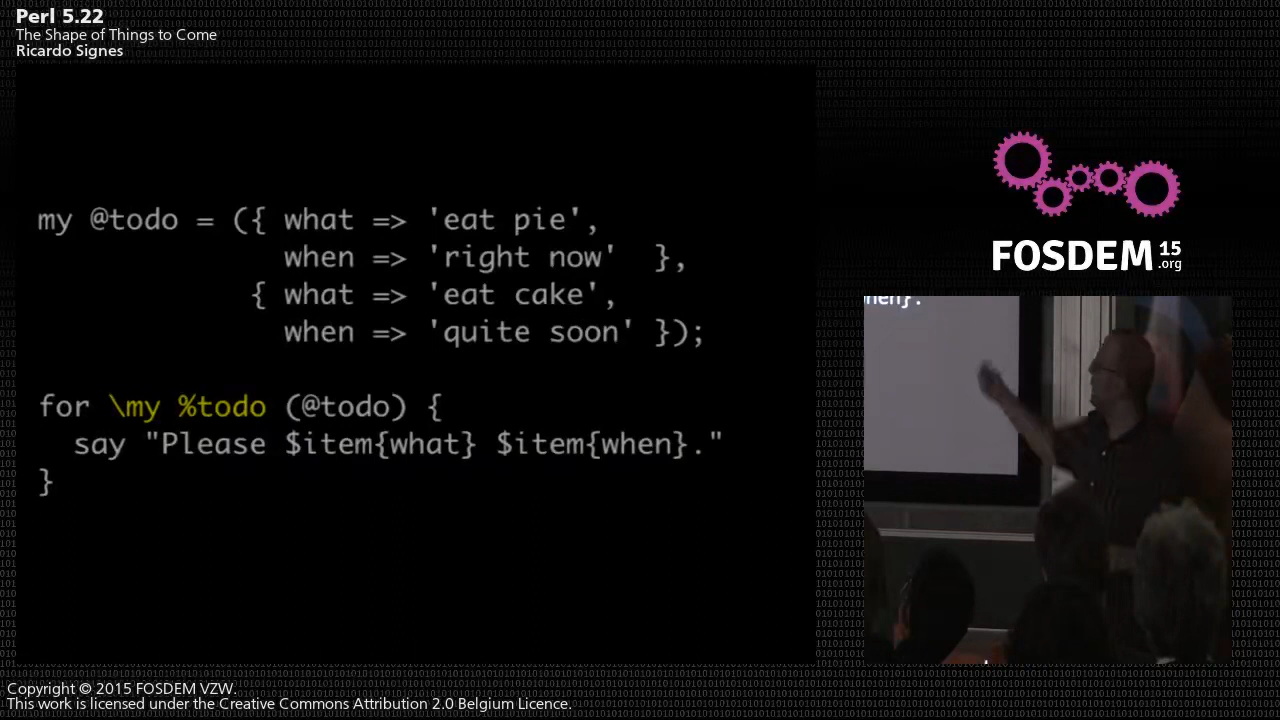 Perl 5.22
The Shape of Things to Come
Ricardo Signes
my @todo = ({ what => 'eat pie',
when => 'right now' },
{ what => 'eat cake',
when => 'quite soon' });
for \my %todo (@todo) {
say "Please $item{what} $item{when}."
}
FOSDEM 15
.org
hen}.
Copyright © 2015 FOSDEM VZW.
This work is licensed under the Creative Commons Attribution 2.0 Belgium Licence.